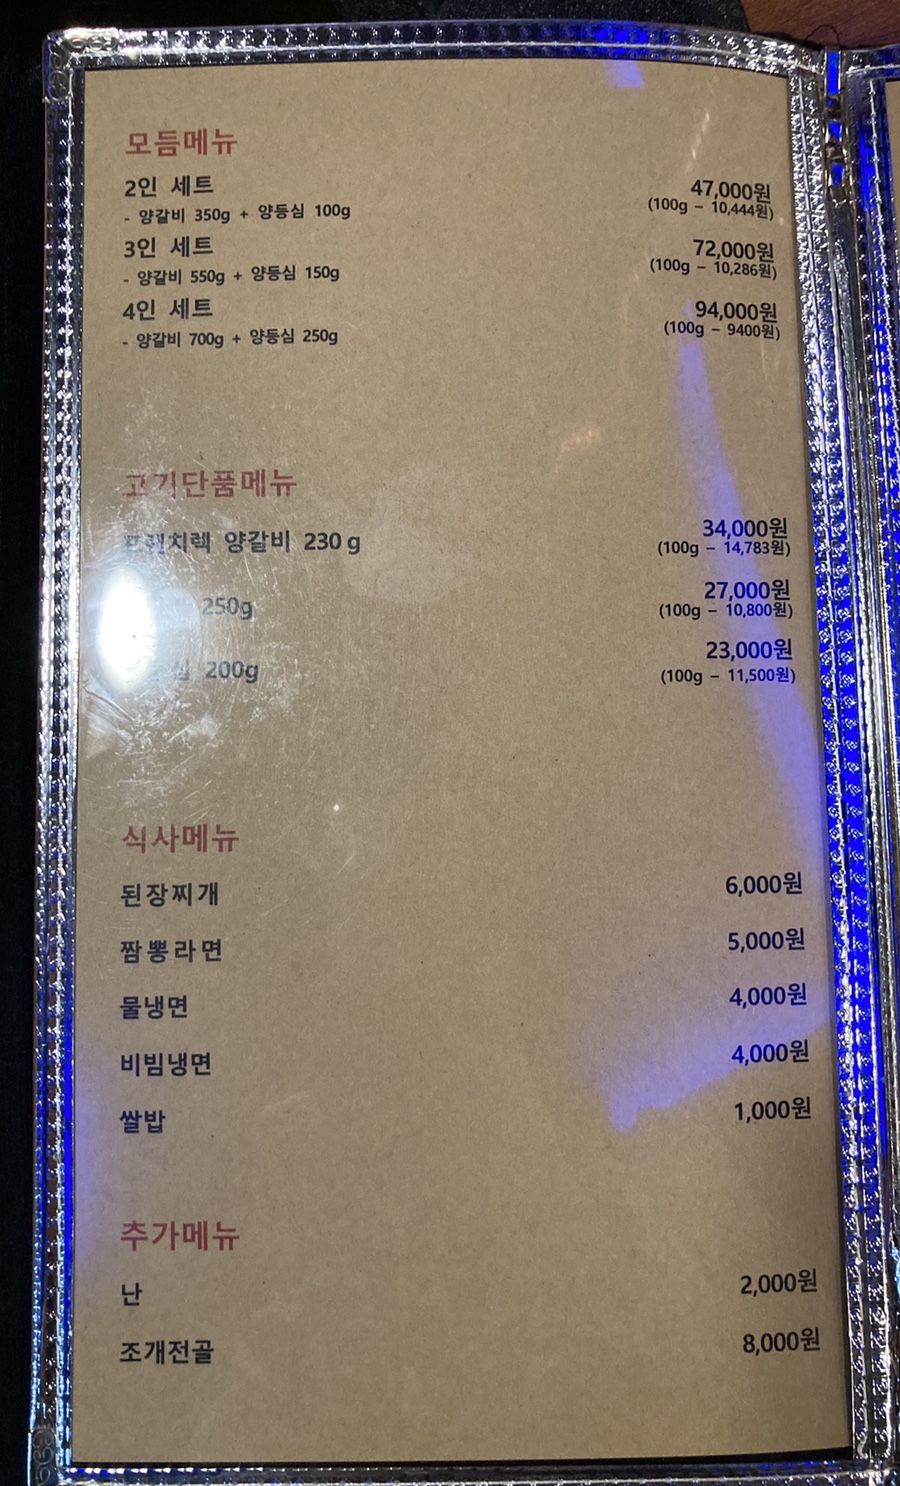 모듬메뉴
2인 세트 47,000원
- 양갈비 350g + 양등심 100g (100g – 10,444원)
3인 세트 72,000원
- 양갈비 550g + 양등심 150g (100g – 10,286원)
4인 세트 94,000원
- 양갈비 700g + 양등심 250g (100g – 9400원)
고기단품메뉴
프랜치렉 양갈비 230 g 34,000원
(100g – 14,783원)
250g 27,000원
(100g – 10,800원)
200g 23,000원
(100g – 11,500원)
식사메뉴
된장찌개 6,000원
짬뽕라면 5,000원
물냉면 4,000원
비빔냉면 4,000원
쌀밥 1,000원
추가메뉴
난 2,000원
조개전골 8,000원